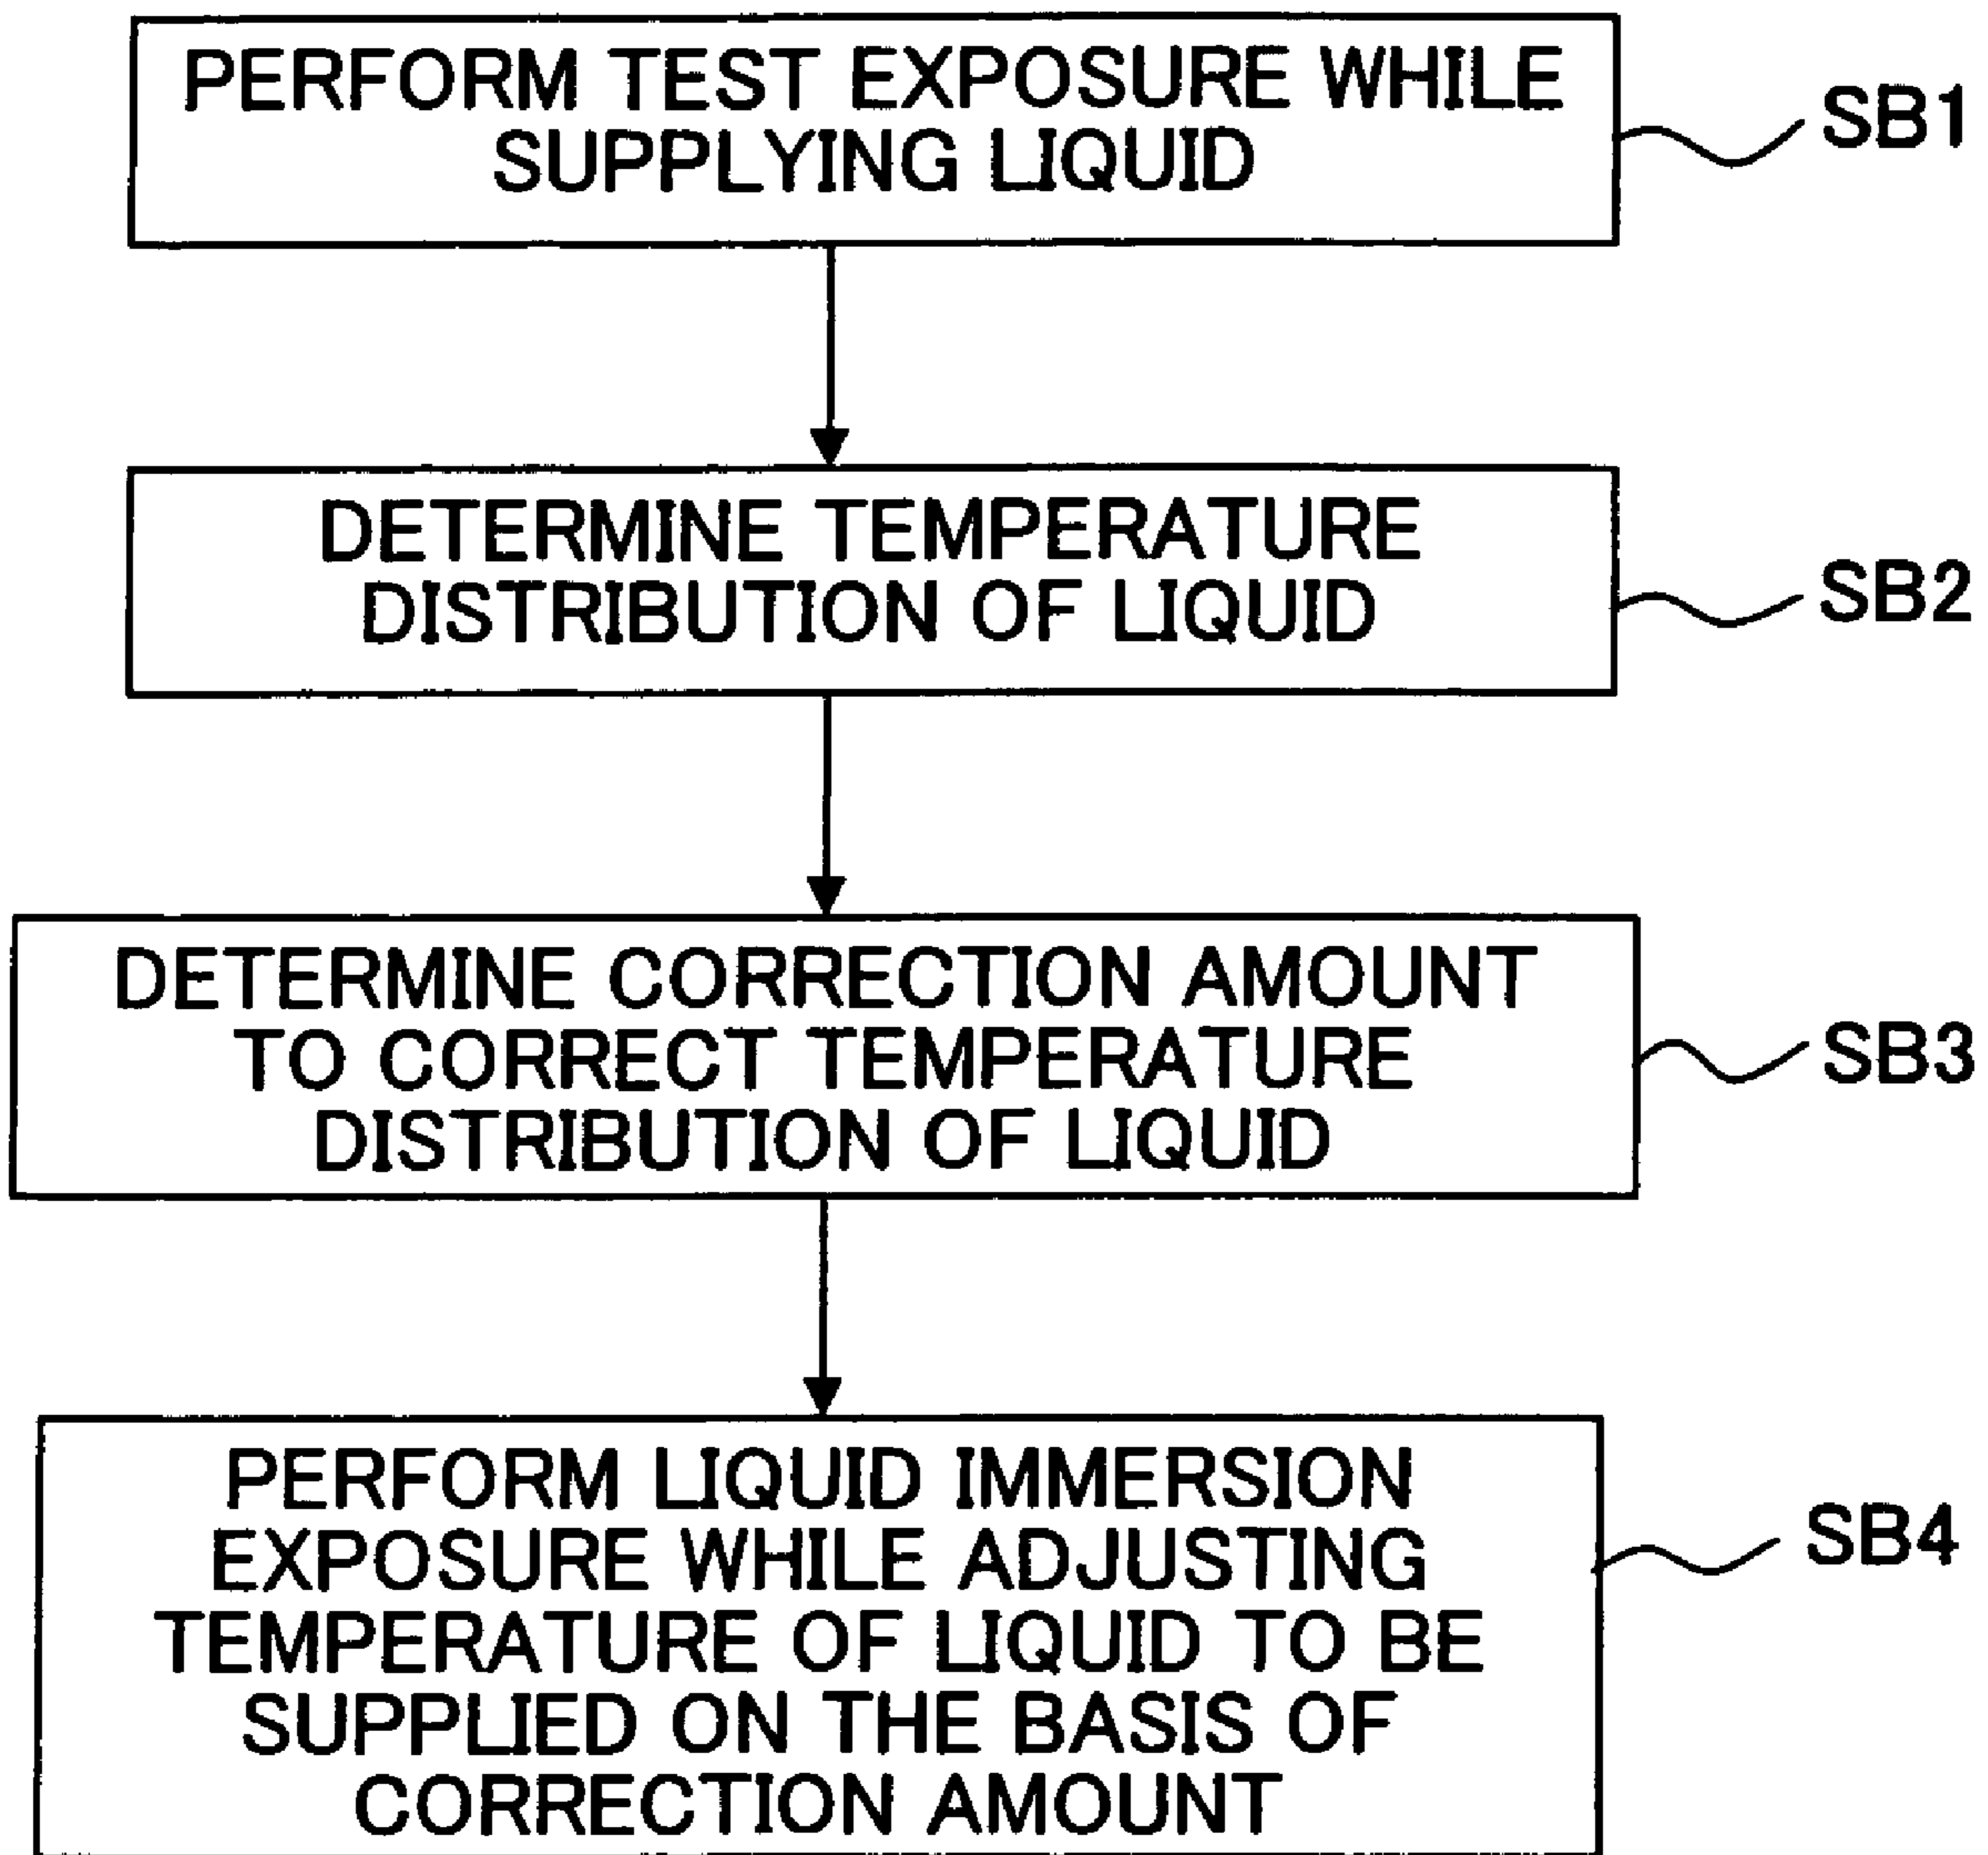 PERFORM TEST EXPOSURE WHILE
SUPPLYING LIQUID
SB1
DETERMINE TEMPERATURE
DISTRIBUTION OF LIQUID
SB2
DETERMINE CORRECTION AMOUNT
TO CORRECT TEMPERATURE
DISTRIBUTION OF LIQUID
SB3
PERFORM LIQUID IMMERSION
EXPOSURE WHILE ADJUSTING
TEMPERATURE OF LIQUID TO BE
SUPPLIED ON THE BASIS OF
CORRECTION AMOUNT
SB4